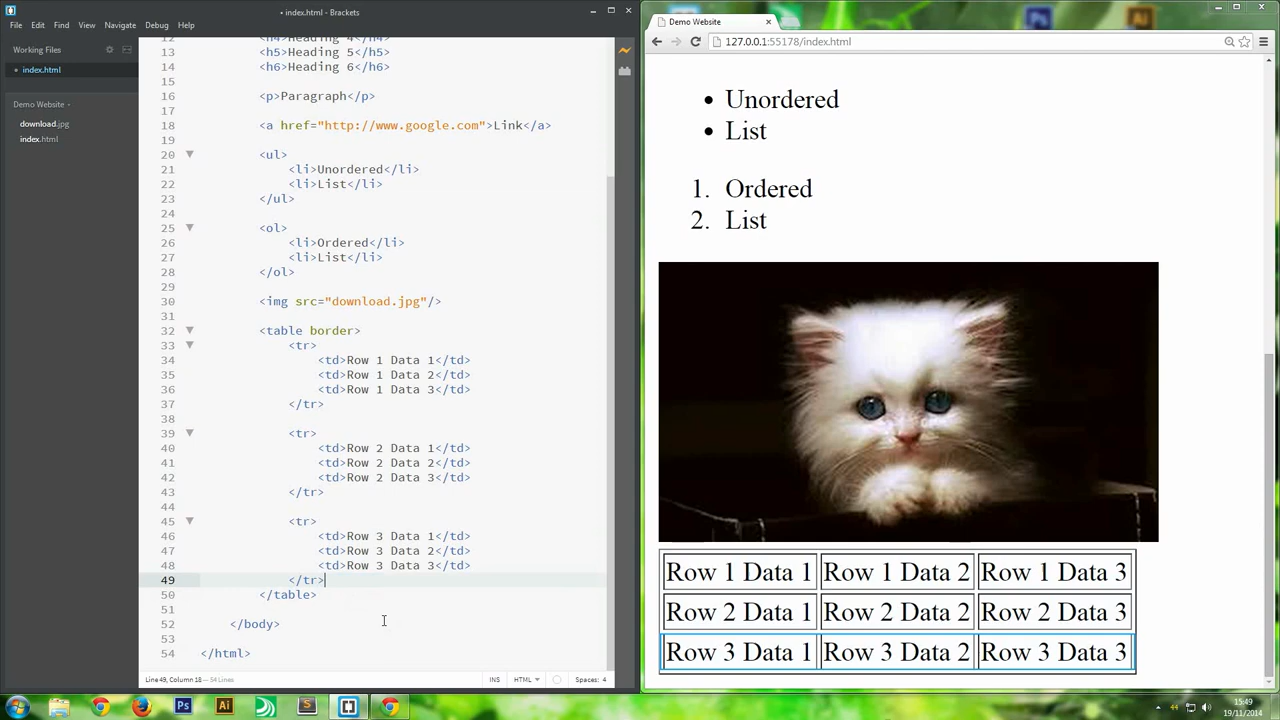 • index.html - Brackets
File Edit Find View Navigate Debug Help
Working Files
• index.html
Demo Website
download.jpg
index.html
12 <h4>Heading 4</h4>
13 <h5>Heading 5</h5>
14 <h6>Heading 6</h6>
15
16 <p>Paragraph</p>
17
18 <a href="http://www.google.com">Link</a>
19
20 <ul>
21 <li>Unordered</li>
22 <li>List</li>
23 </ul>
24
25 <ol>
26 <li>Ordered</li>
27 <li>List</li>
28 </ol>
29
30 <img src="download.jpg"/>
31
32 <table border>
33 <tr>
34 <td>Row 1 Data 1</td>
35 <td>Row 1 Data 2</td>
36 <td>Row 1 Data 3</td>
37 </tr>
38
39 <tr>
40 <td>Row 2 Data 1</td>
41 <td>Row 2 Data 2</td>
42 <td>Row 2 Data 3</td>
43 </tr>
44
45 <tr>
46 <td>Row 3 Data 1</td>
47 <td>Row 3 Data 2</td>
48 <td>Row 3 Data 3</td>
49 </tr>
50 </table>
51
52 </body>
53
54 </html>
Line 49, Column 18 — 54 Lines
INS HTML Spaces: 4
Demo Website
127.0.0.1:55178/index.html
• Unordered
• List
1. Ordered
2. List
Row 1 Data 1 Row 1 Data 2 Row 1 Data 3
Row 2 Data 1 Row 2 Data 2 Row 2 Data 3
Row 3 Data 1 Row 3 Data 2 Row 3 Data 3
Ps Ai
15:49
19/11/2014